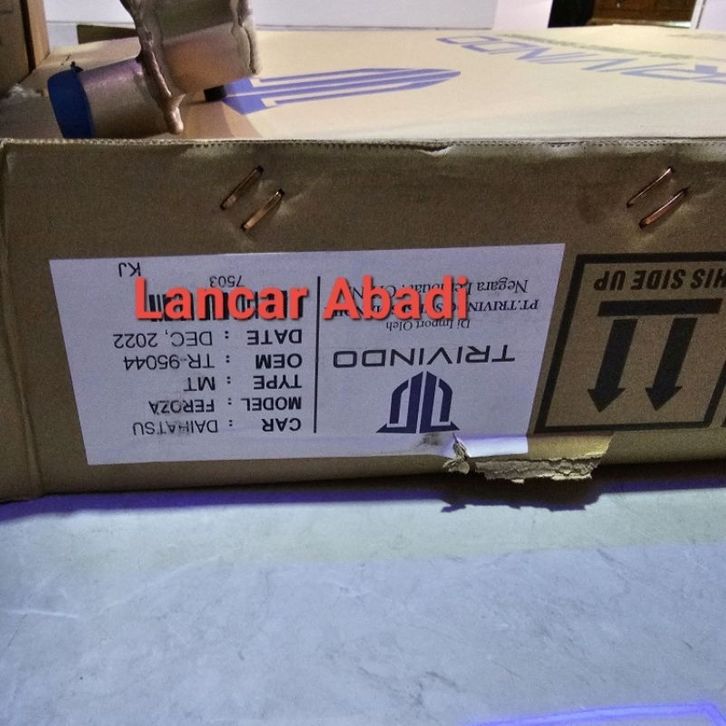 TRIVINDO
CAR : DAIHATSU
MODEL : FEROZA
TYPE : MT
OEM : TR-95044
DATE : DEC, 2022
7503
KJ
TRIVINDO
Di Import Oleh
Negara
THIS SIDE UP
Lancar Abadi